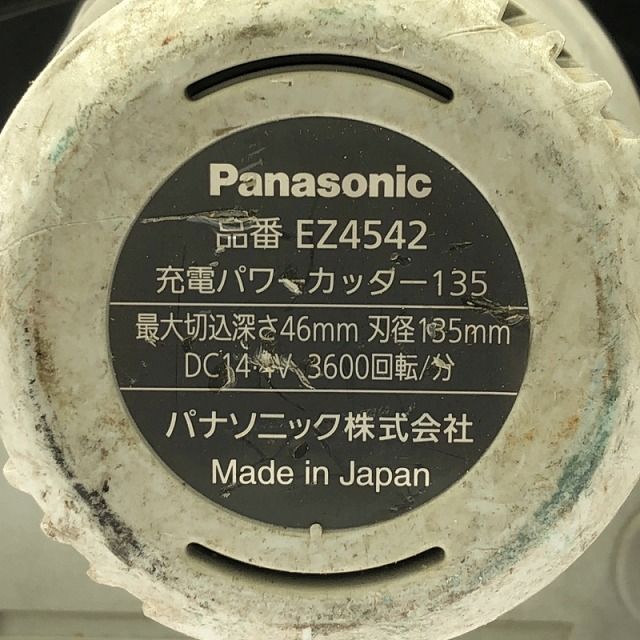 Panasonic
品番 EZ4542
充電パワーカッター135
最大切込深さ46mm 刃径135mm
DC14.4V 3600回転/分
パナソニック株式会社
Made in Japan